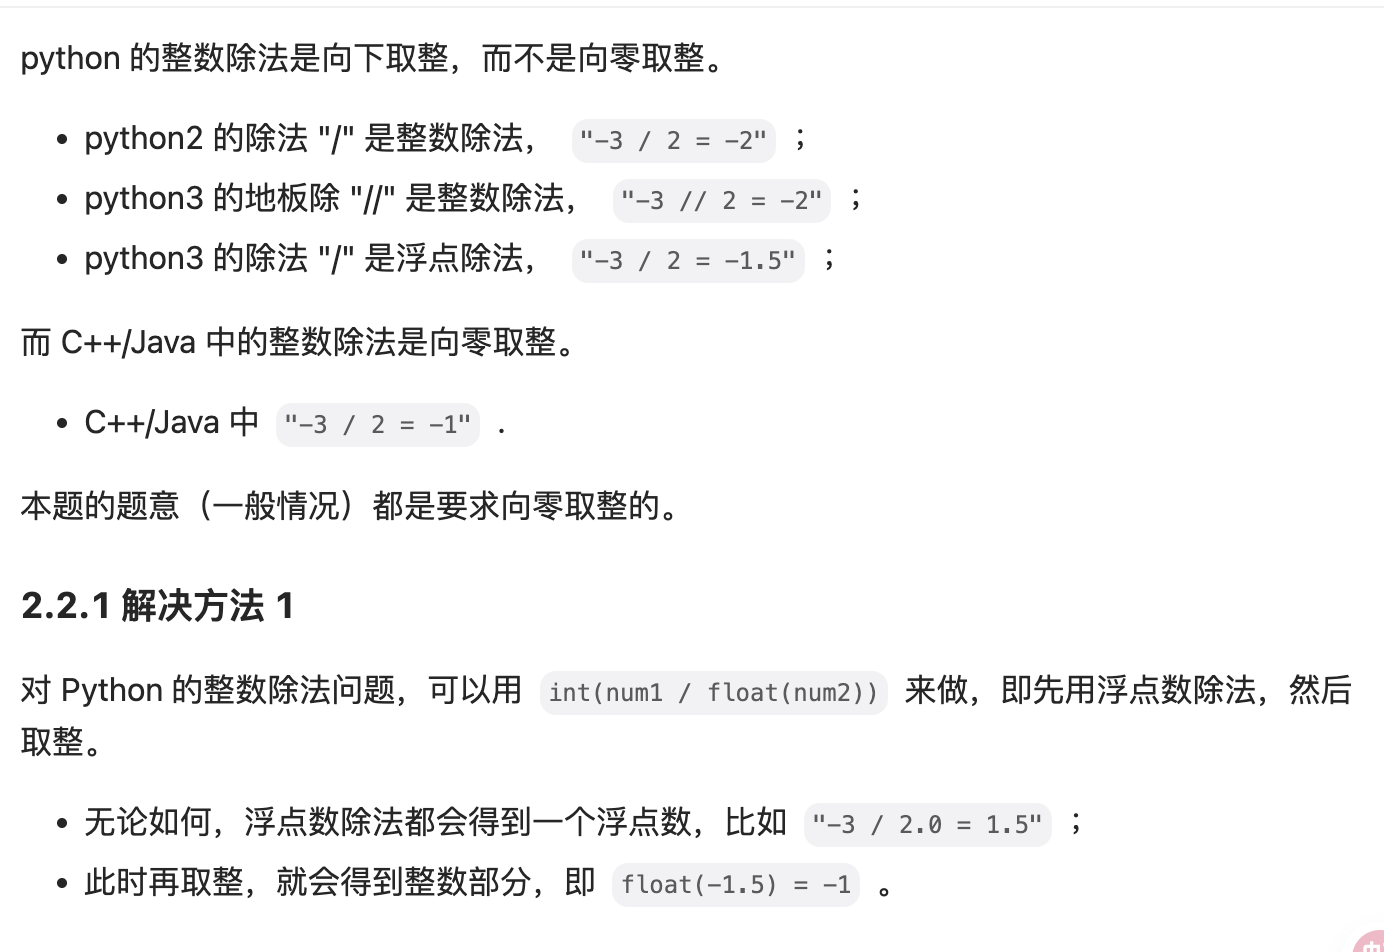 python 的整数除法是向下取整，而不是向零取整。
• python2 的除法 "/" 是整数除法， "-3 / 2 = -2" ；
• python3 的地板除 "//" 是整数除法， "-3 // 2 = -2" ；
• python3 的除法 "/" 是浮点除法， "-3 / 2 = -1.5" ；
而 C++/Java 中的整数除法是向零取整。
• C++/Java 中 "-3 / 2 = -1" .
本题的题意（一般情况）都是要求向零取整的。
2.2.1 解决方法 1
对 Python 的整数除法问题，可以用 int(num1 / float(num2)) 来做，即先用浮点数除法，然后
取整。
• 无论如何，浮点数除法都会得到一个浮点数，比如 "-3 / 2.0 = 1.5" ；
• 此时再取整，就会得到整数部分，即 float(-1.5) = -1 。